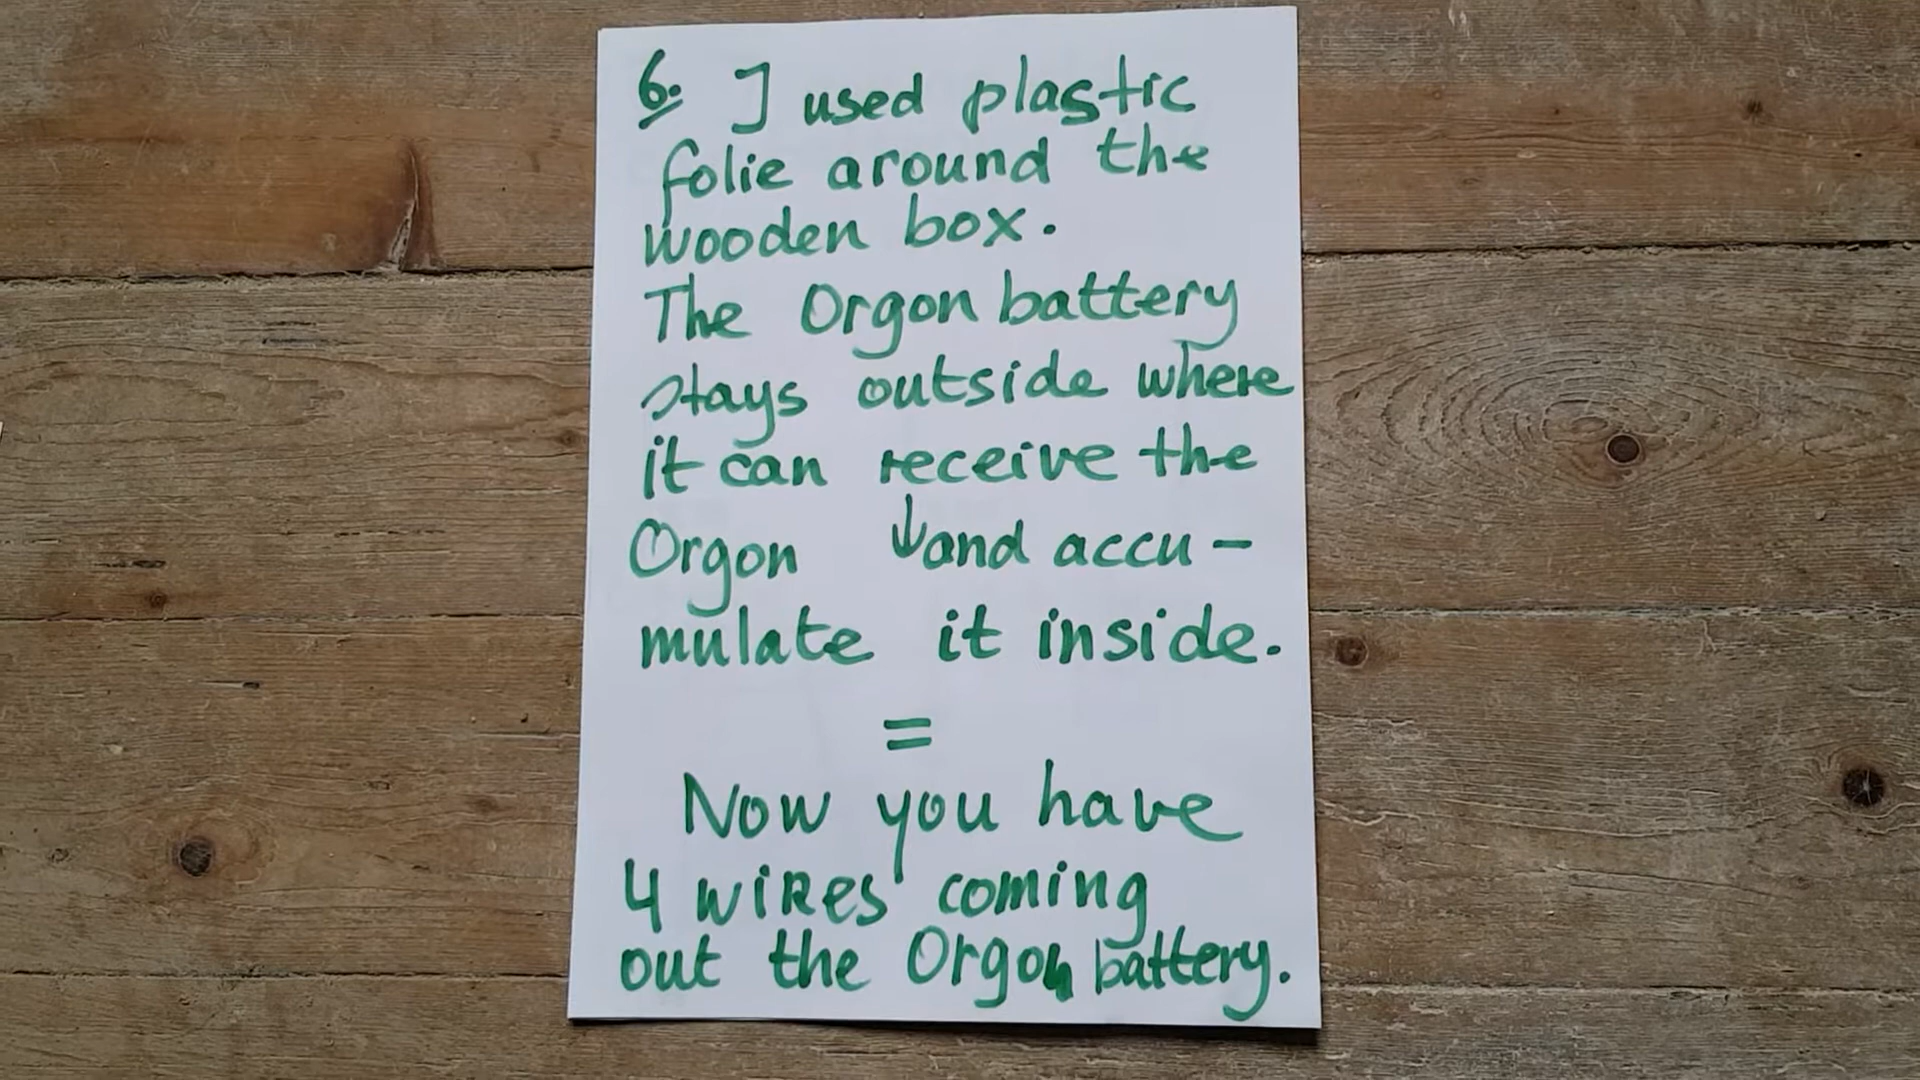 6. I used plastic
folie around the
wooden box.
The Orgon battery
stays outside where
it can receive the
Orgon ↓and accu-
mulate it inside.
=
Now you have
4 wires coming
out the Orgon battery.